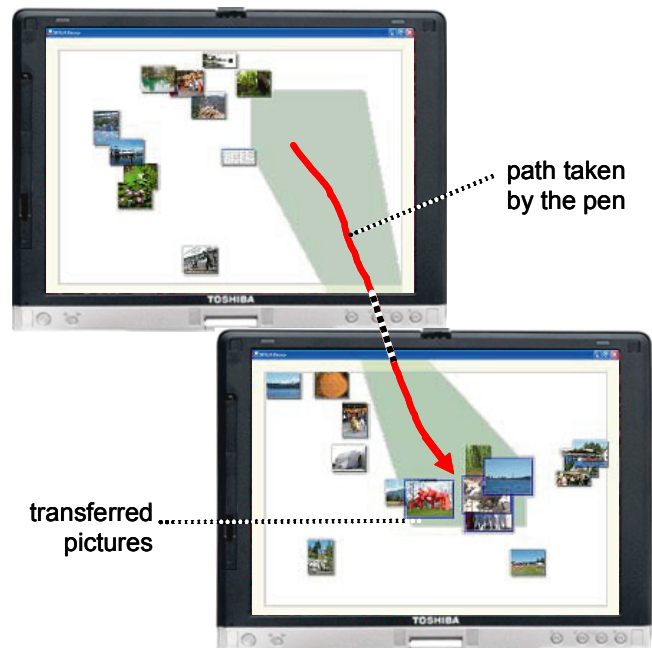 path taken
by the pen
TOSHIBA
transferred
pictures
TOSHIBA